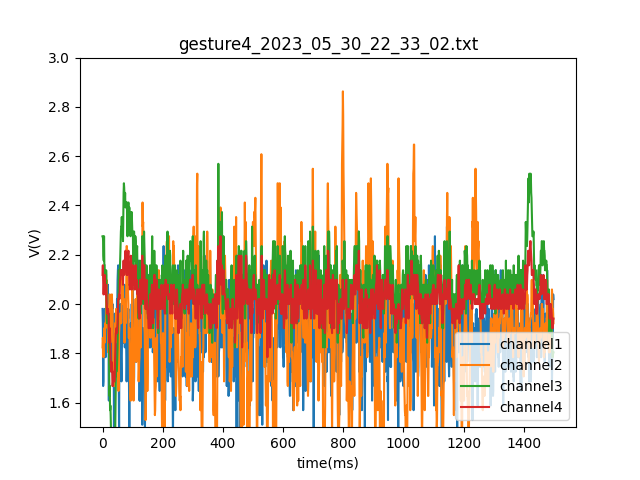 gesture4_2023_05_30_22_33_02.txt
3.0
2.8
2.6
2.4
2.2
2.0
1.8
1.6
V(V)
channel1
channel2
channel3
channel4
0 200 400 600 800 1000 1200 1400
time(ms)